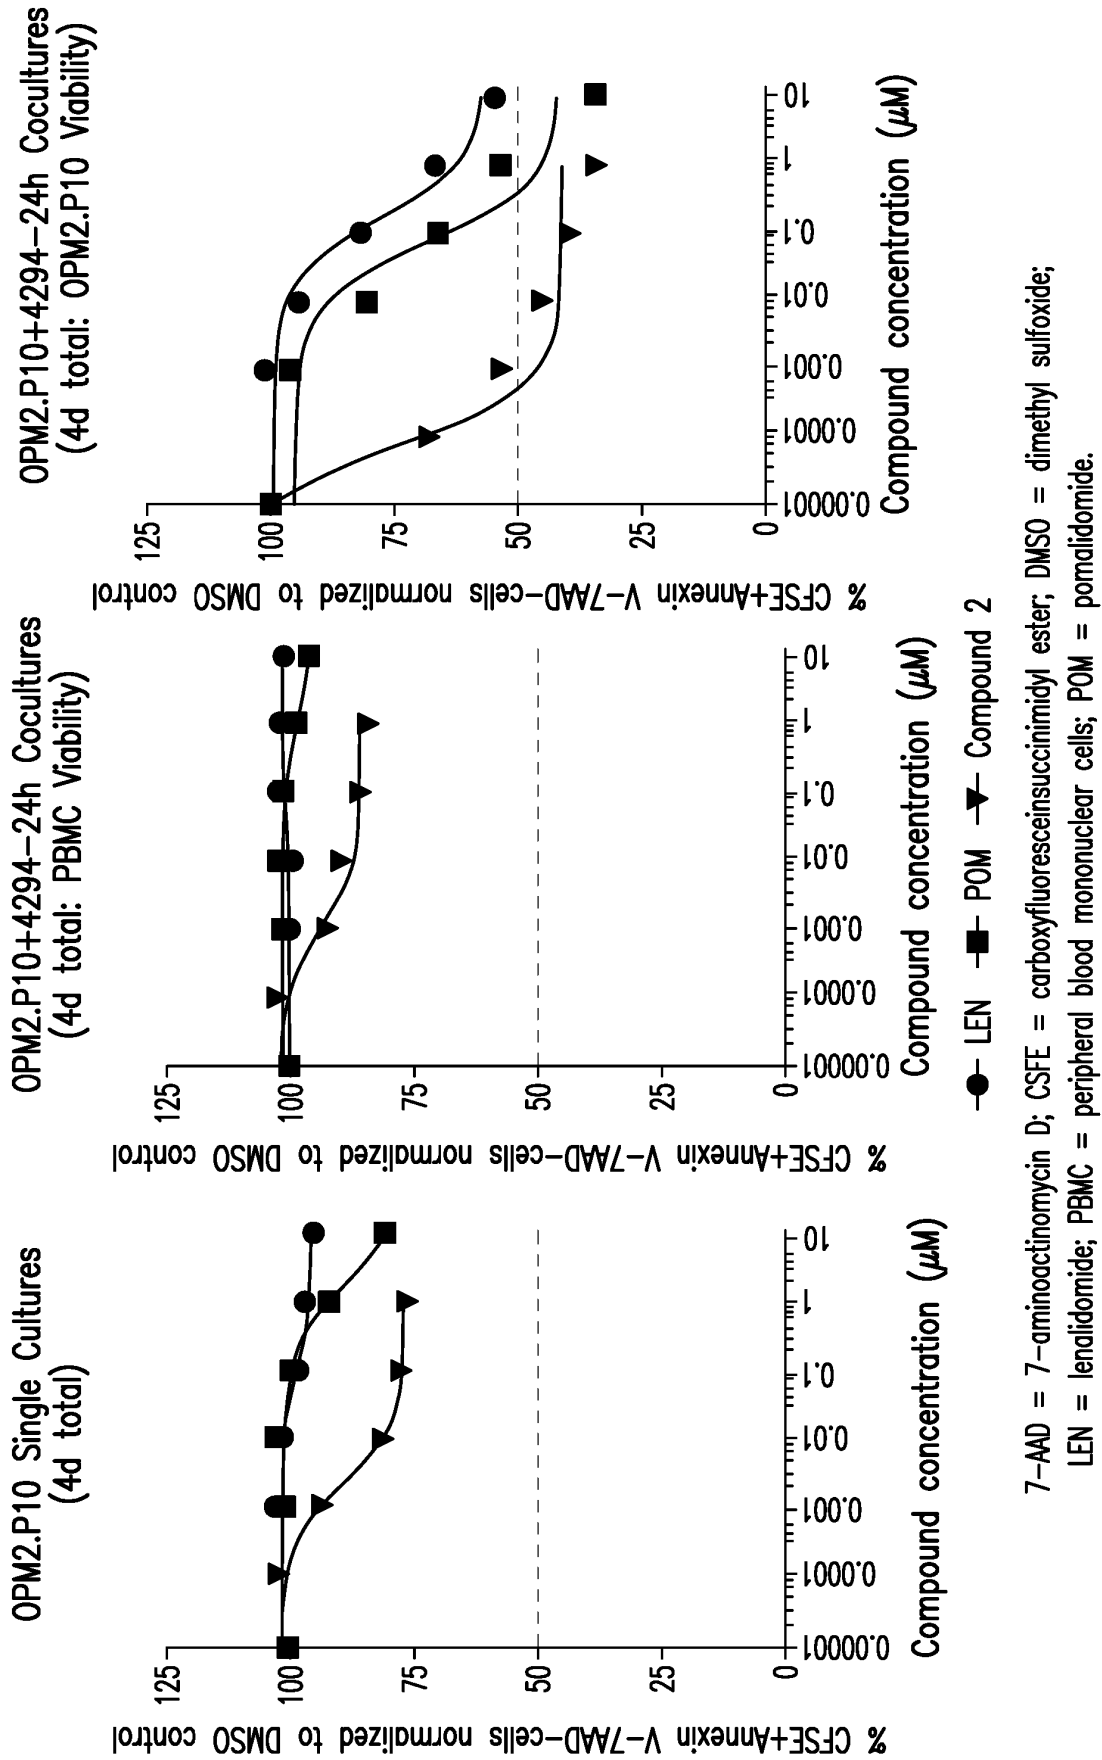 OPM2.P10 Single Cultures
(4d total)
% CFSE+Annexin V-7AAD-cells normalized to DMSO
control
125
100
75
50
25
0
0.00001
0.0001
0.001
0.01
0.1
1
10
Compound concentration (μM)
OPM2.P10+4294-24h Cocultures
(4d total: PBMC Viability)
% CFSE+Annexin V-7AAD-cells normalized to DMSO
control
125
100
75
50
25
0
0.00001
0.0001
0.001
0.01
0.1
1
10
Compound concentration (μM)
OPM2.P10+4294-24h Cocultures
(4d total: OPM2.P10 Viability)
% CFSE+Annexin V-7AAD-cells normalized to DMSO
control
125
100
75
50
25
0
0.00001
0.0001
0.001
0.01
0.1
1
10
Compound concentration (μM)
LEN POM Compound 2
7-AAD = 7-aminoactinomycin D; CSFE = carboxyfluoresceinsuccinimidyl ester; DMSO = dimethyl sulfoxide;
LEN = lenalidomide; PBMC = peripheral blood mononuclear cells; POM = pomalidomide.